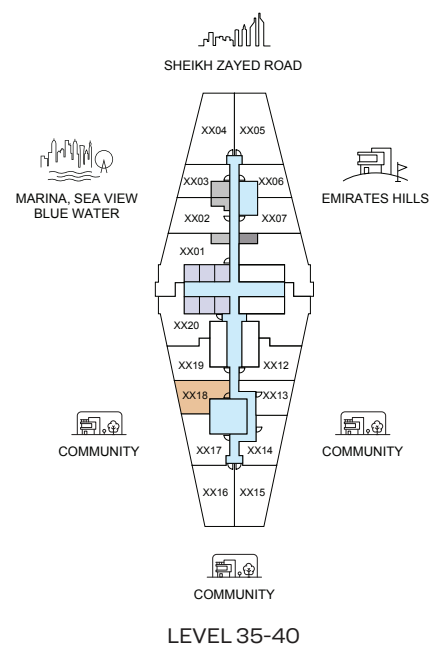 SHEIKH ZAYED ROAD
XX04 XX05
XX03 XX06
MARINA, SEA VIEW
BLUE WATER
EMIRATES HILLS
XX02 XX07
XX01
XX20
XX19 XX12
XX18 XX13
COMMUNITY
COMMUNITY
XX17 XX14
XX16 XX15
COMMUNITY
LEVEL 35-40